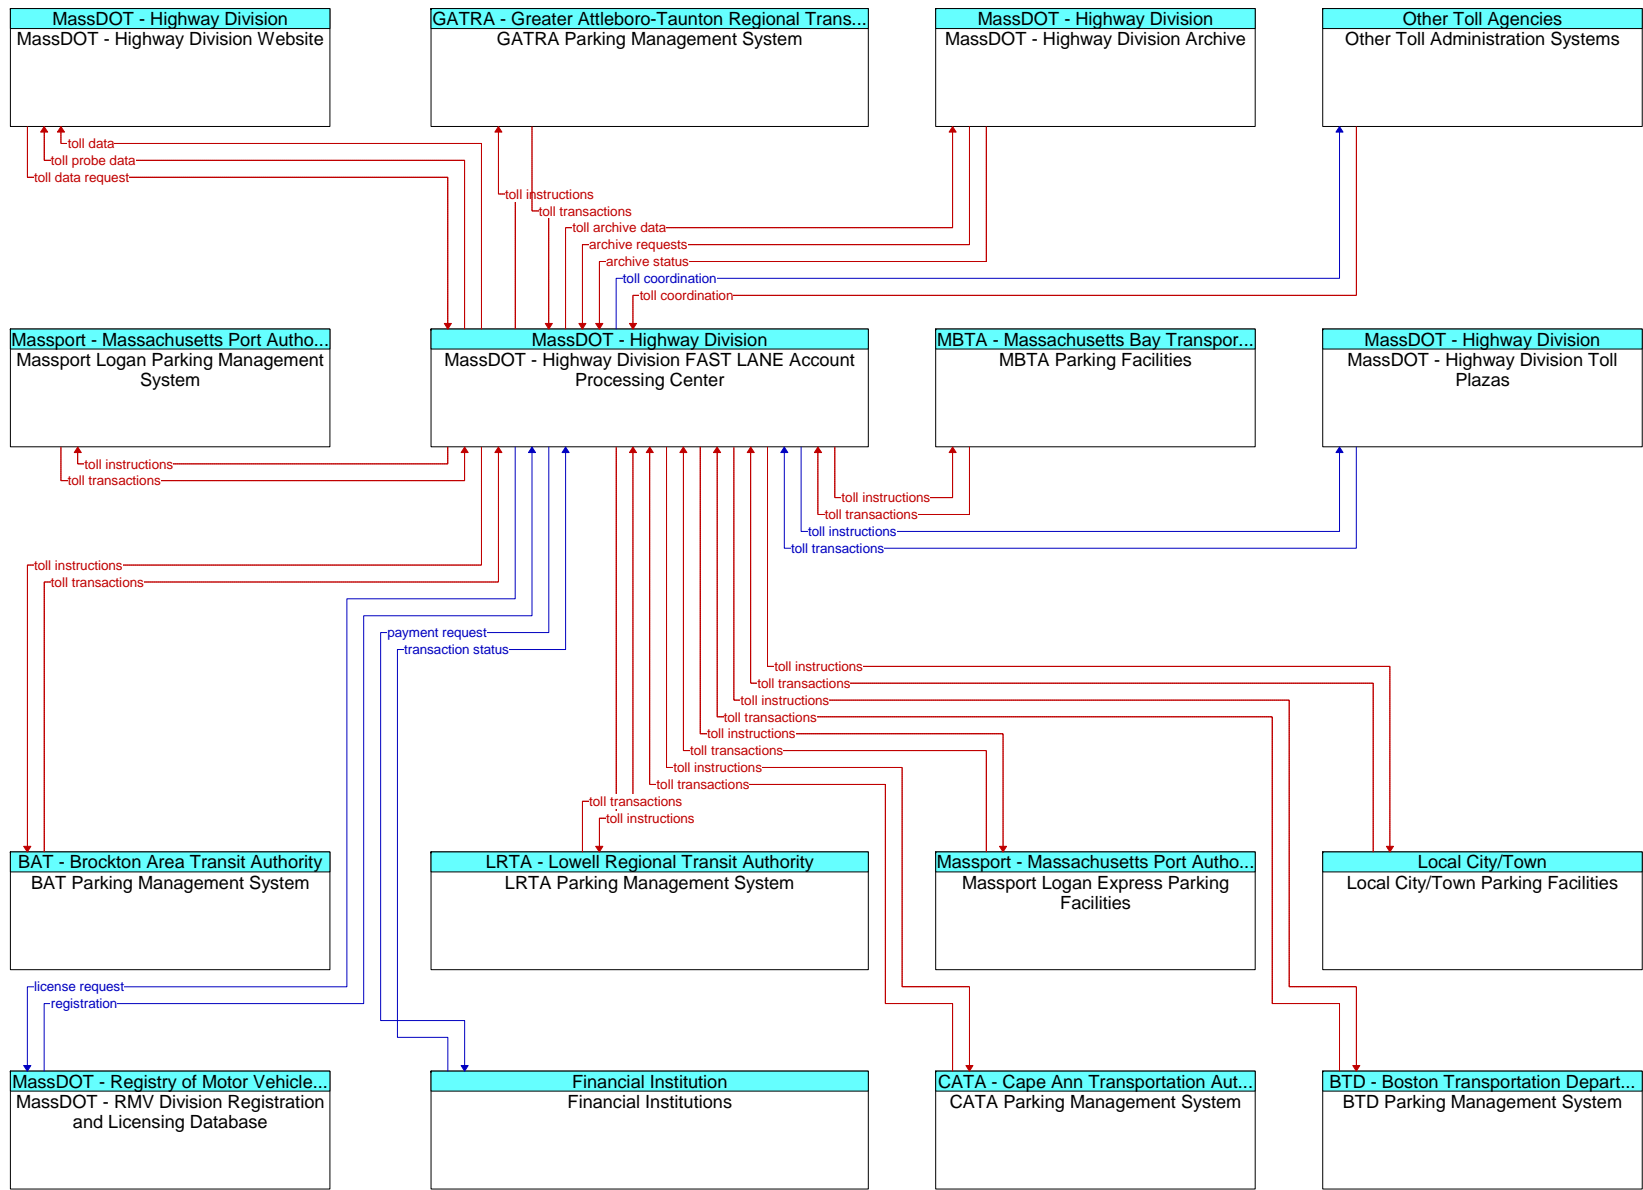 MassDOT - Highway Division
MassDOT - Highway Division Website
GATRA - Greater Attleboro-Taunton Regional Trans...
GATRA Parking Management System
MassDOT - Highway Division
MassDOT - Highway Division Archive
Other Toll Agencies
Other Toll Administration Systems
toll data
toll probe data
toll data request
toll instructions
toll transactions
toll archive data
archive requests
archive status
toll coordination
toll coordination
Massport - Massachusetts Port Autho...
Massport Logan Parking Management
System
MassDOT - Highway Division
MassDOT - Highway Division FAST LANE Account
Processing Center
MBTA - Massachusetts Bay Transpor...
MBTA Parking Facilities
MassDOT - Highway Division
MassDOT - Highway Division Toll
Plazas
toll instructions
toll transactions
toll instructions
toll transactions
toll instructions
toll transactions
toll instructions
toll transactions
payment request
transaction status
toll instructions
toll transactions
toll instructions
toll transactions
toll instructions
toll transactions
toll instructions
toll transactions
toll transactions
toll instructions
BAT - Brockton Area Transit Authority
BAT Parking Management System
LRTA - Lowell Regional Transit Authority
LRTA Parking Management System
Massport - Massachusetts Port Autho...
Massport Logan Express Parking
Facilities
Local City/Town
Local City/Town Parking Facilities
license request
registration
MassDOT - Registry of Motor Vehicle...
MassDOT - RMV Division Registration
and Licensing Database
Financial Institution
Financial Institutions
CATA - Cape Ann Transportation Aut...
CATA Parking Management System
BTD - Boston Transportation Depart...
BTD Parking Management System